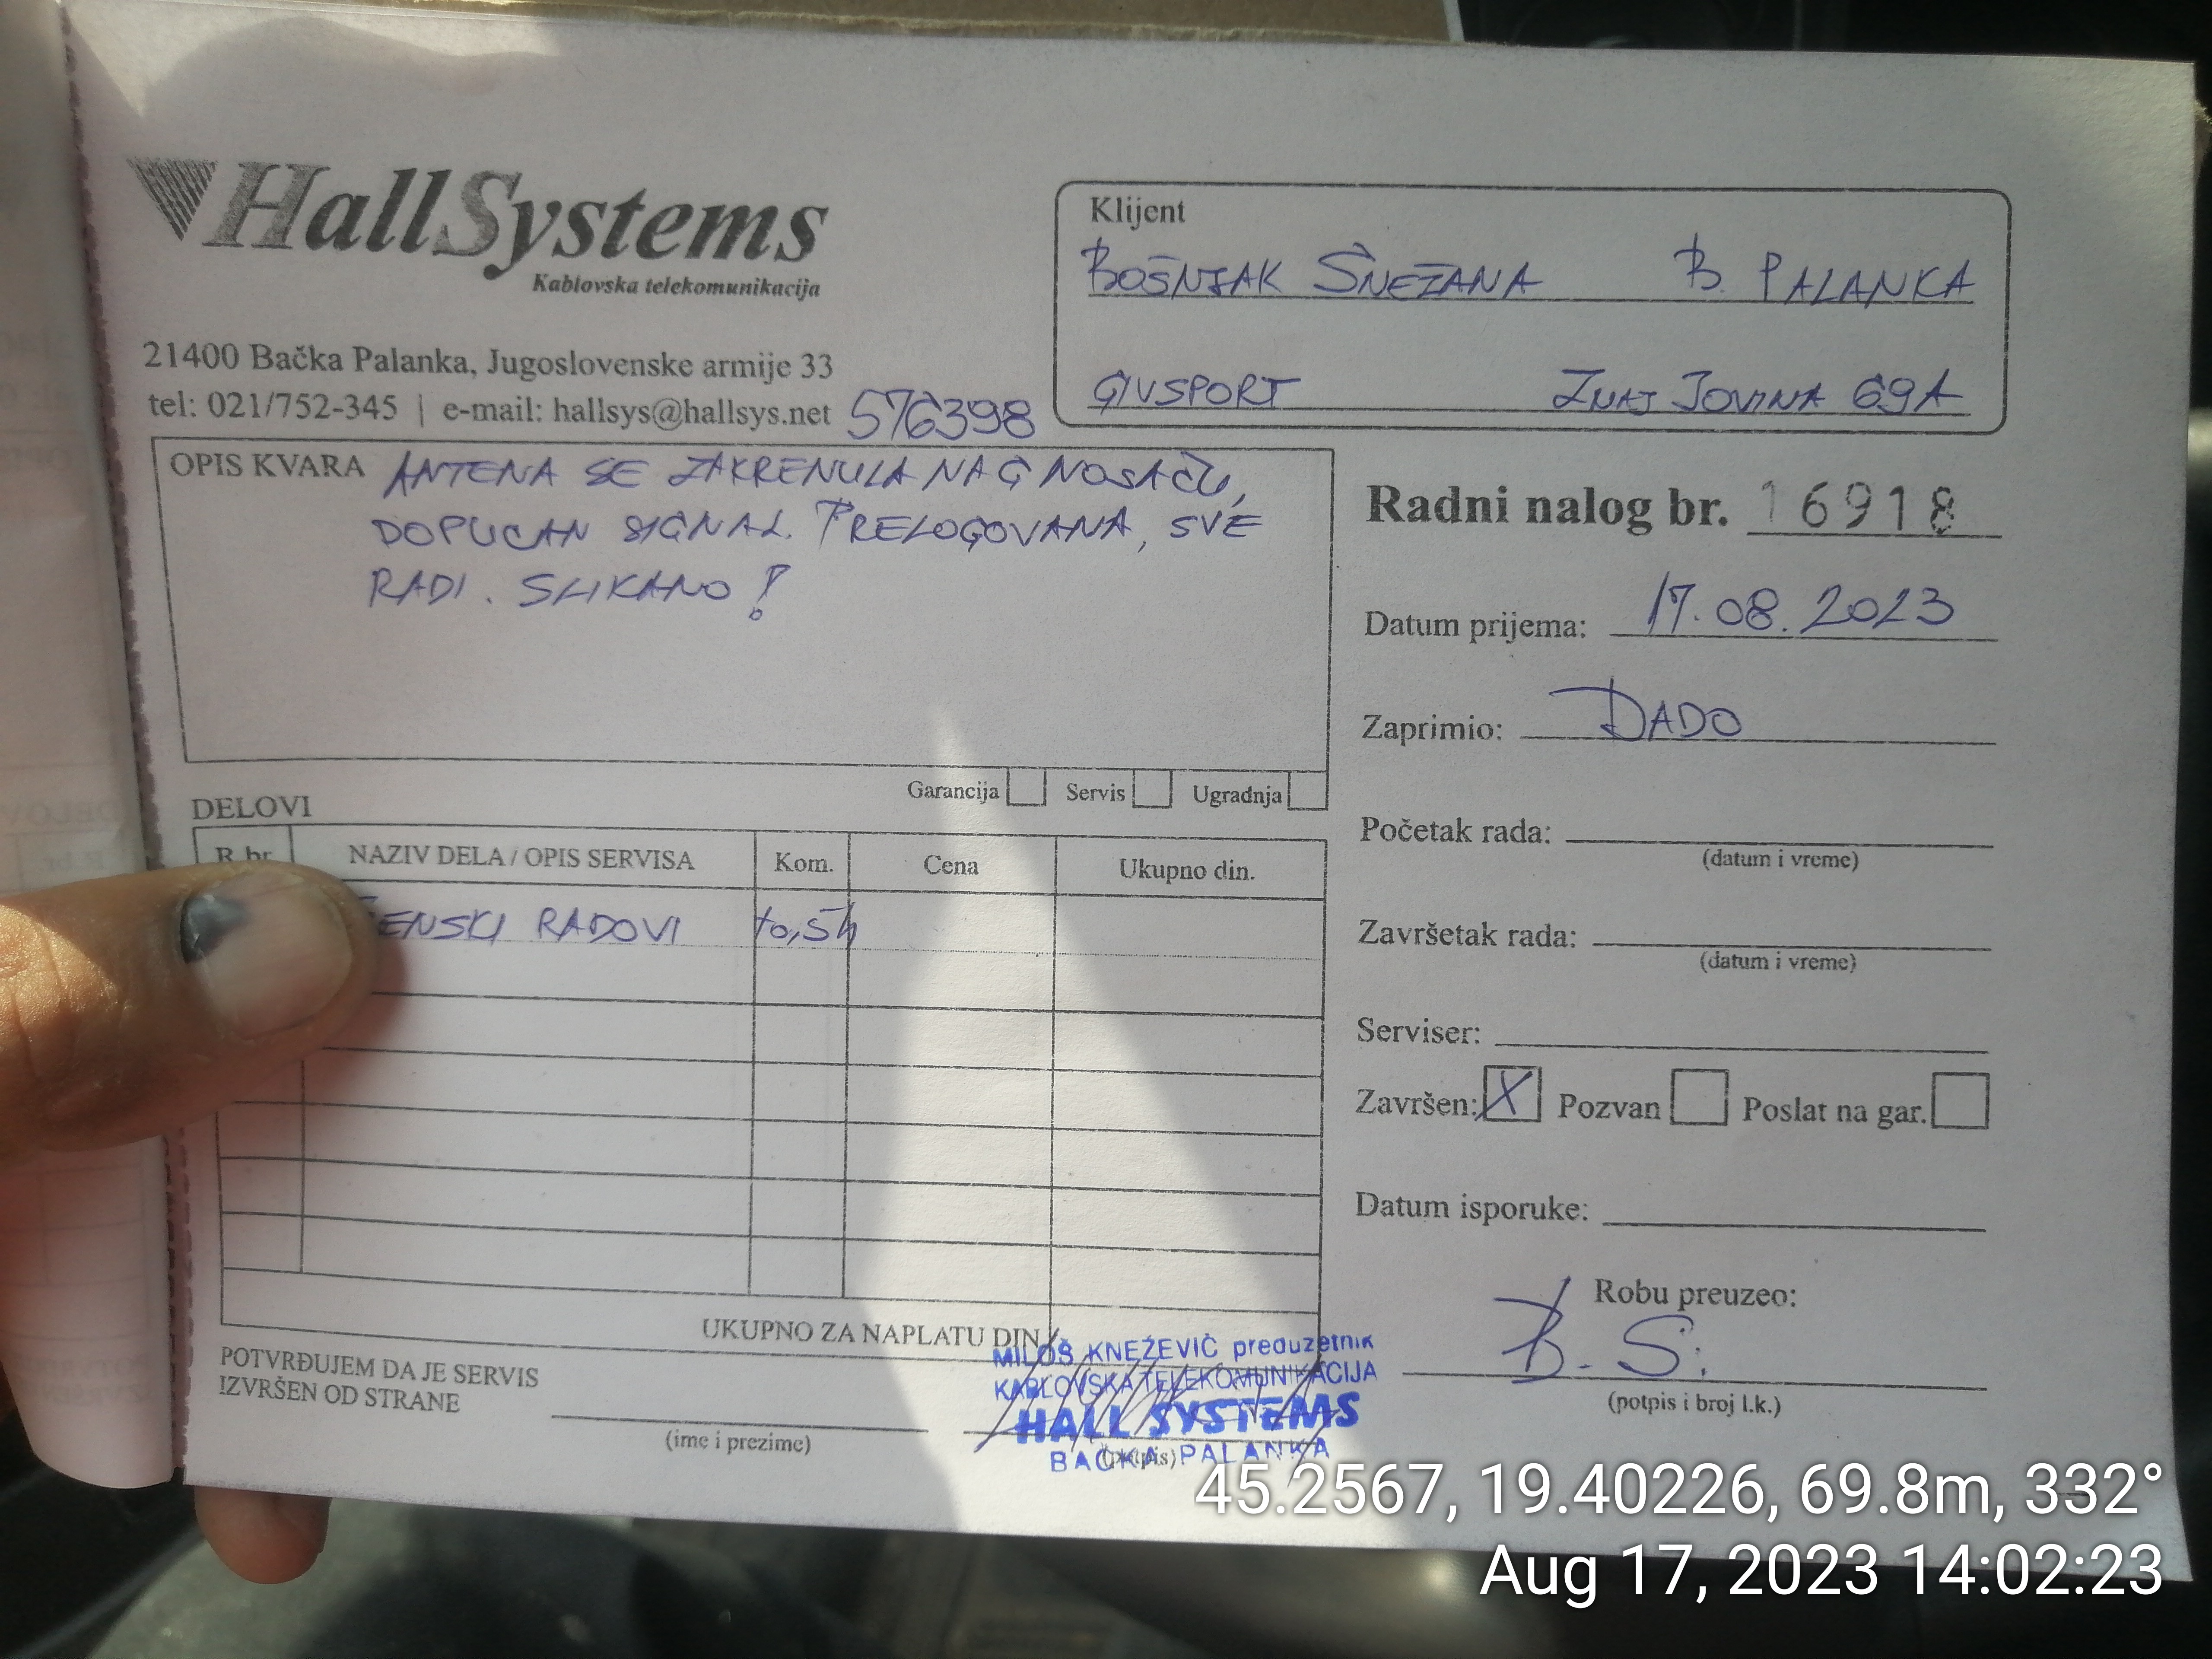 HallSystems
Kablovska telekomunikacija
21400 Bačka Palanka, Jugoslovenske armije 33
tel: 021/752-345 | e-mail: hallsys@hallsys.net 576398
Klijent
BOŠNJAK SNEŽANA B. PALANKA
GIVSPORT ZMAJ JOVINA 69A
OPIS KVARA ANTENA SE ZAKRENULA NA NOSAČU,
DOPUCAN SIGNAL. PRELOGOVANA, SVE
RADI. SLIKANO!
Garancija Servis Ugradnja
Radni nalog br. 16918
Datum prijema: 17.08.2023
Zaprimio: DADO
Početak rada:
(datum i vreme)
Završetak rada:
(datum i vreme)
Serviser:
Završen: X Pozvan Poslat na gar.
Datum isporuke:
Robu preuzeo:
B. S.
(potpis i broj l.k.)
DELOVI
R.br. NAZIV DELA / OPIS SERVISA Kom. Cena Ukupno din.
ENSKI RADOVI 0,5h
UKUPNO ZA NAPLATU DIN
POTVRĐUJEM DA JE SERVIS
IZVRŠEN OD STRANE
(ime i prezime)
(potpis)
MILOŠ KNEŽEVIĆ preduzetnik
KABLOVSKA TELEKOMUNIKACIJA
HALL SYSTEMS
BAČKA PALANKA
45.2567, 19.40226, 69.8m, 332°
Aug 17, 2023 14:02:23